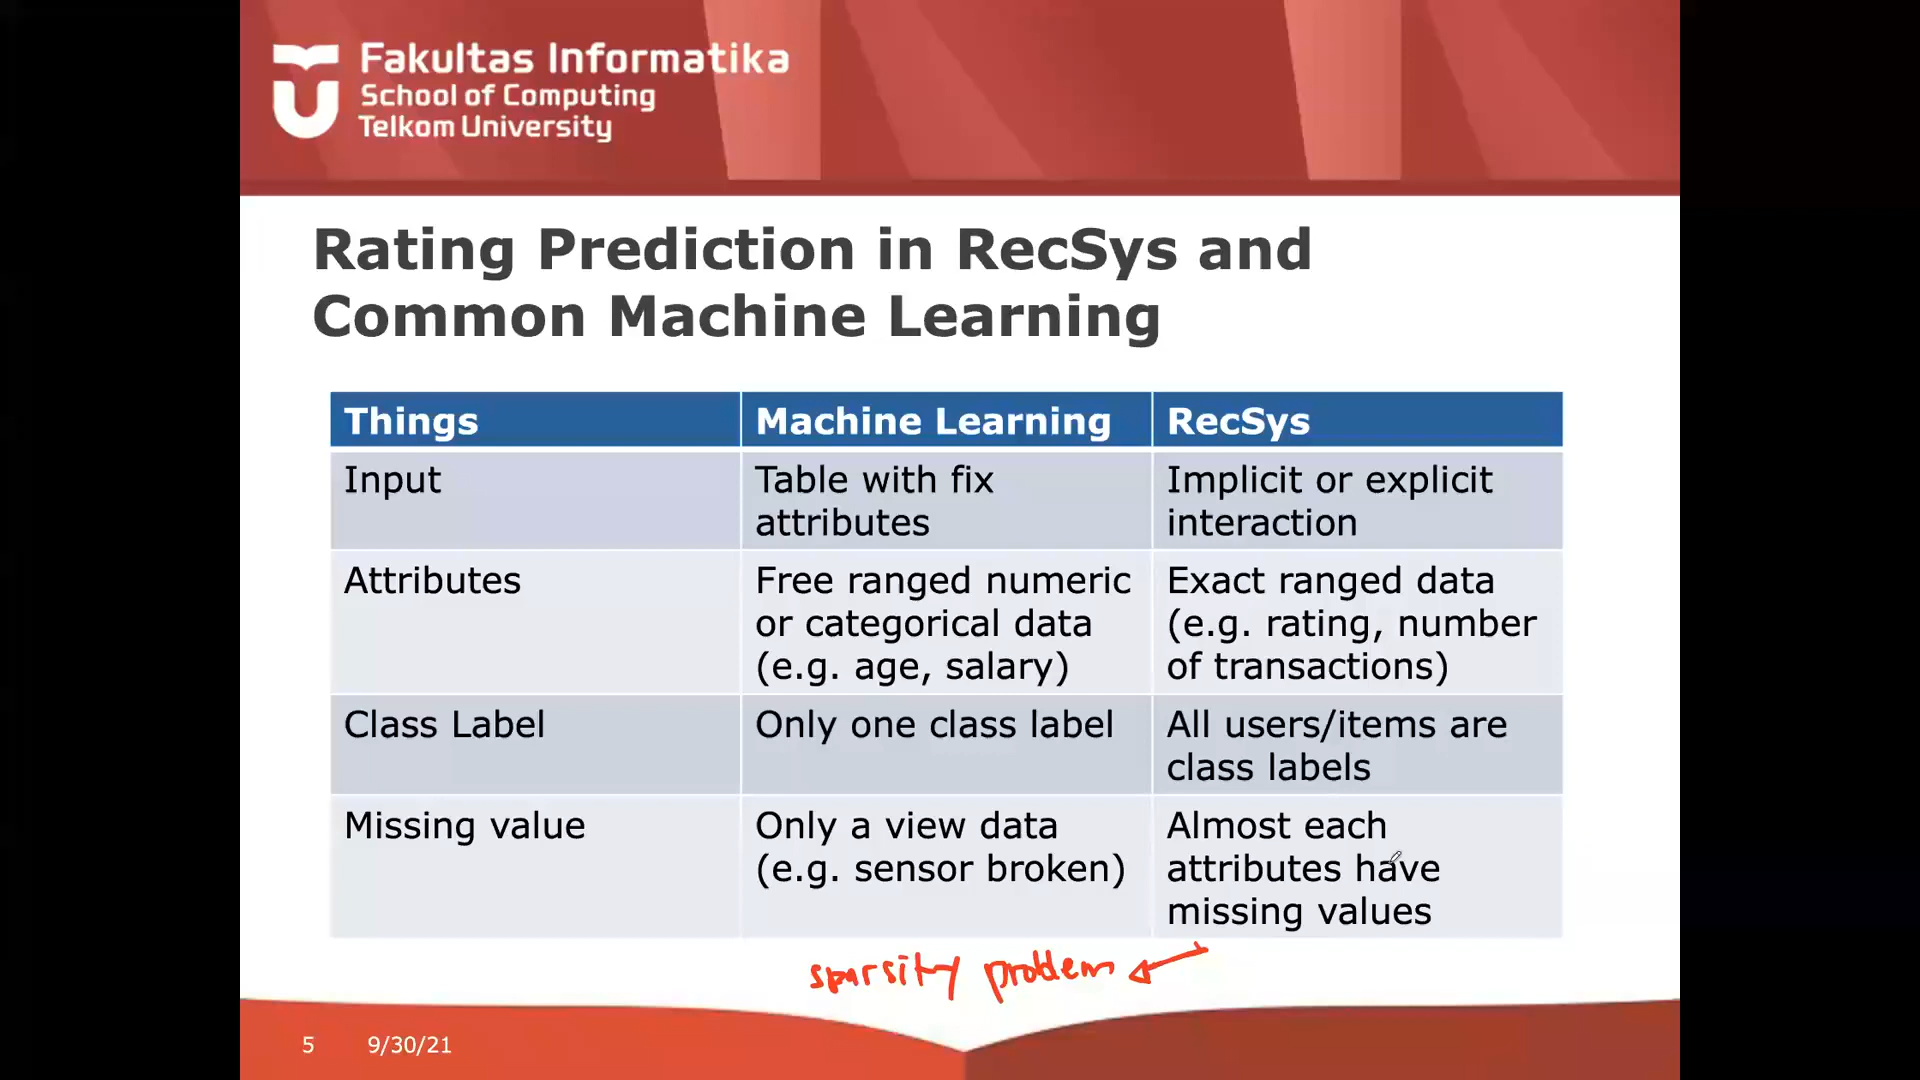 Fakultas Informatika
School of Computing
Telkom University
Rating Prediction in RecSys and
Common Machine Learning
Things
Machine Learning
RecSys
Input
Table with fix
attributes
Implicit or explicit
interaction
Attributes
Free ranged numeric
or categorical data
(e.g. age, salary)
Exact ranged data
(e.g. rating, number
of transactions)
Class Label
Only one class label
All users/items are
class labels
Missing value
Only a view data
(e.g. sensor broken)
Almost each
attributes have
missing values
sparsity problem
5
9/30/21